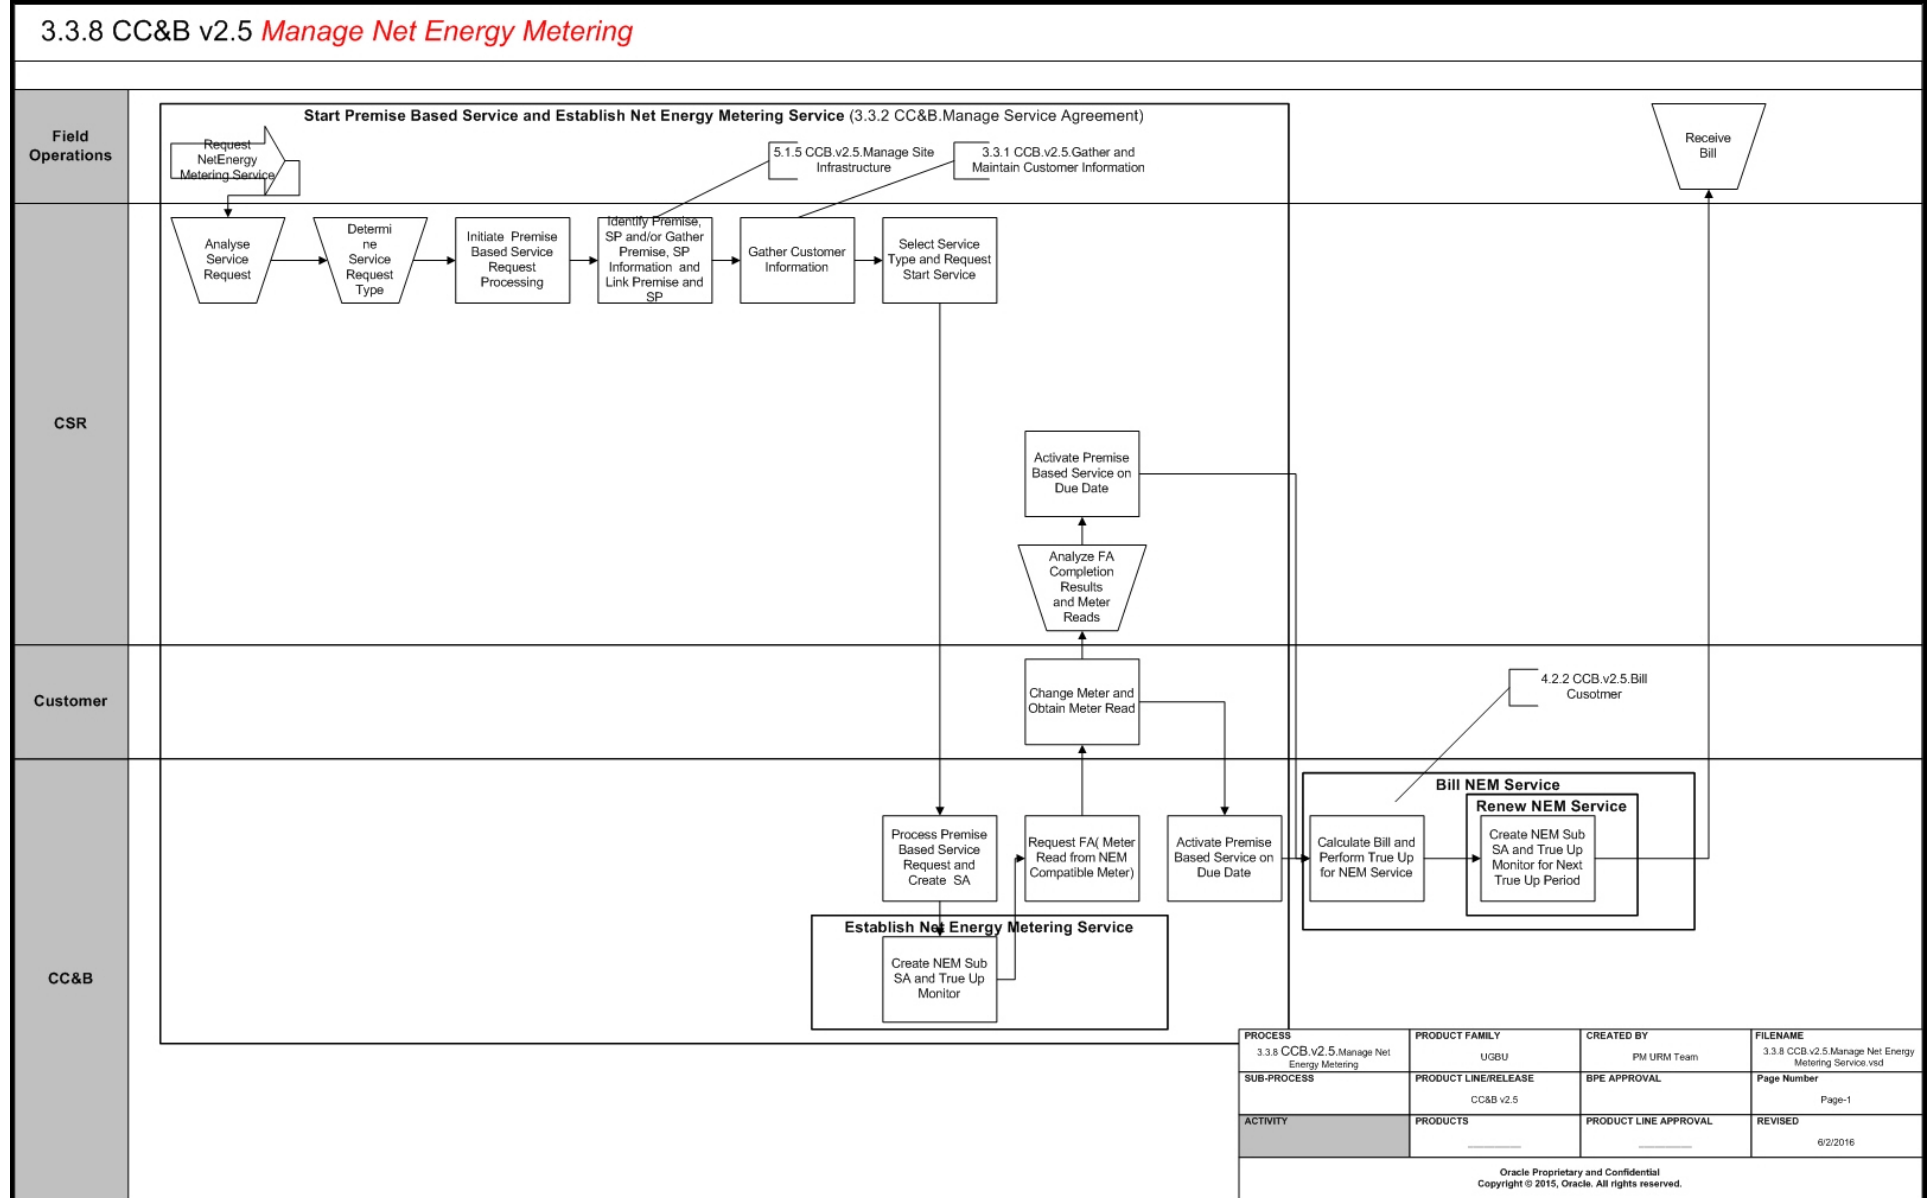 3.3.8 CC&B v2.5 Manage Net Energy Metering
Field
Operations
Start Premise Based Service and Establish Net Energy Metering Service (3.3.2 CC&B.Manage Service Agreement)
Request
NetEnergy
Metering Service
5.1.5 CCB.v2.5.Manage Site
Infrastructure
3.3.1 CCB.v2.5.Gather and
Maintain Customer Information
Receive
Bill
CSR
Analyse
Service
Request
Determi
ne
Service
Request
Type
Initiate Premise
Based Service
Request
Processing
Identify Premise,
SP and/or Gather
Premise, SP
Information and
Link Premise and
SP
Gather Customer
Information
Select Service
Type and Request
Start Service
Activate Premise
Based Service on
Due Date
Analyze FA
Completion
Results
and Meter
Reads
Customer
Change Meter and
Obtain Meter Read
4.2.2 CCB.v2.5.Bill
Cusotmer
CC&B
Process Premise
Based Service
Request and
Create SA
Request FA( Meter
Read from NEM
Compatible Meter)
Activate Premise
Based Service on
Due Date
Bill NEM Service
Renew NEM Service
Calculate Bill and
Perform True Up
for NEM Service
Create NEM Sub
SA and True Up
Monitor for Next
True Up Period
Establish Net Energy Metering Service
Create NEM Sub
SA and True Up
Monitor
PROCESS
3.3.8 CCB.v2.5.Manage Net
Energy Metering
PRODUCT FAMILY
UGBU
CREATED BY
PM URM Team
FILENAME
3.3.8 CCB.v2.5.Manage Net Energy
Metering Service.vsd
SUB-PROCESS
PRODUCT LINE/RELEASE
CC&B v2.5
BPE APPROVAL
Page Number
Page-1
ACTIVITY
PRODUCTS
PRODUCT LINE APPROVAL
REVISED
6/2/2016
Oracle Proprietary and Confidential
Copyright © 2015, Oracle. All rights reserved.